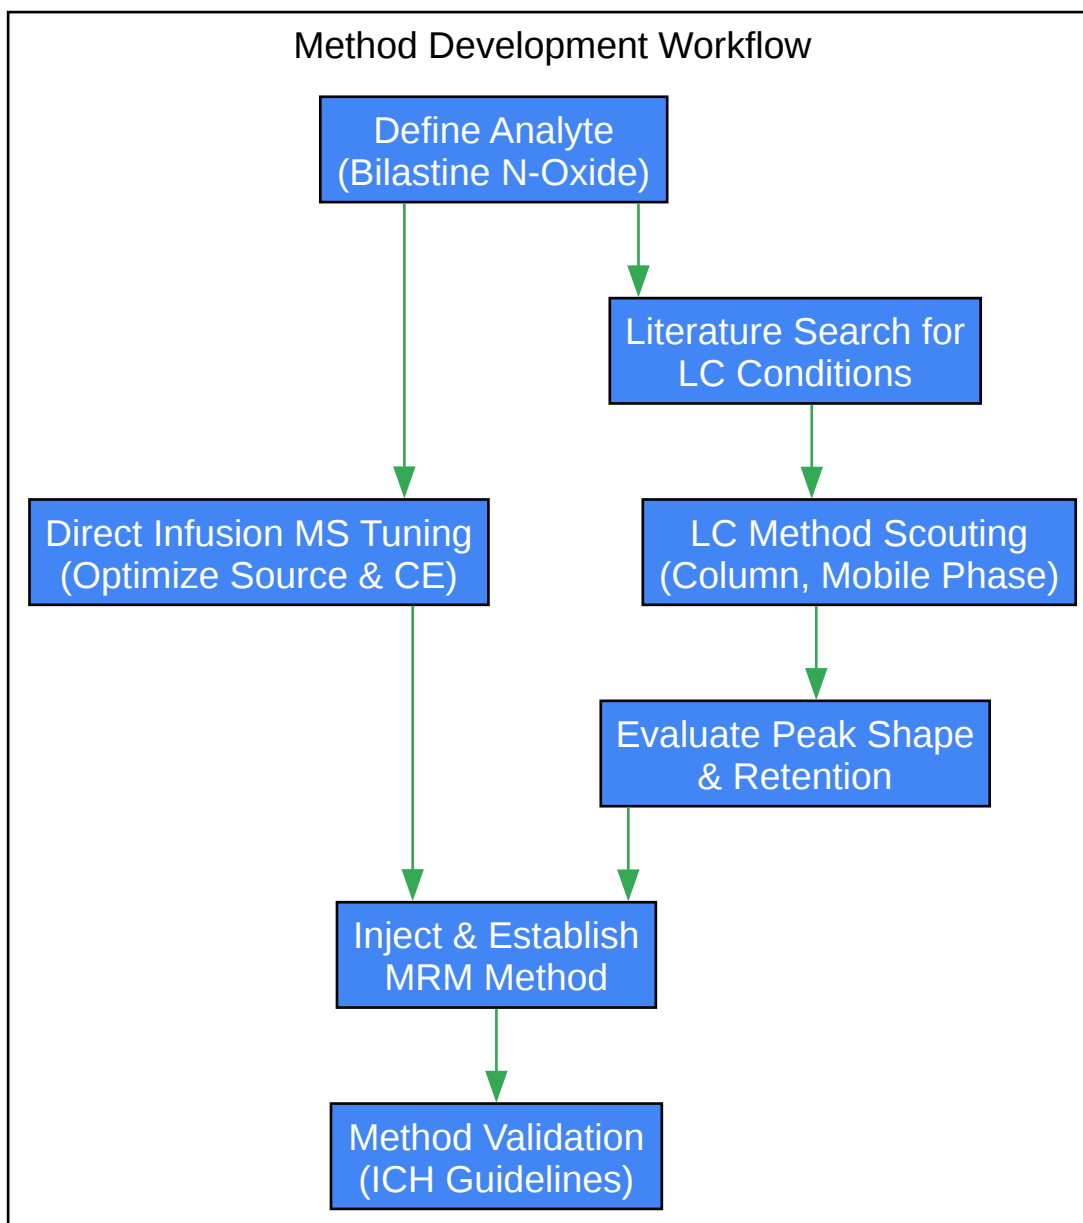 Method Development Workflow
Define Analyte
(Bilastine N-Oxide)
Literature Search for
LC Conditions
Direct Infusion MS Tuning
(Optimize Source & CE)
LC Method Scouting
(Column, Mobile Phase)
Evaluate Peak Shape
& Retention
Inject & Establish
MRM Method
Method Validation
(ICH Guidelines)